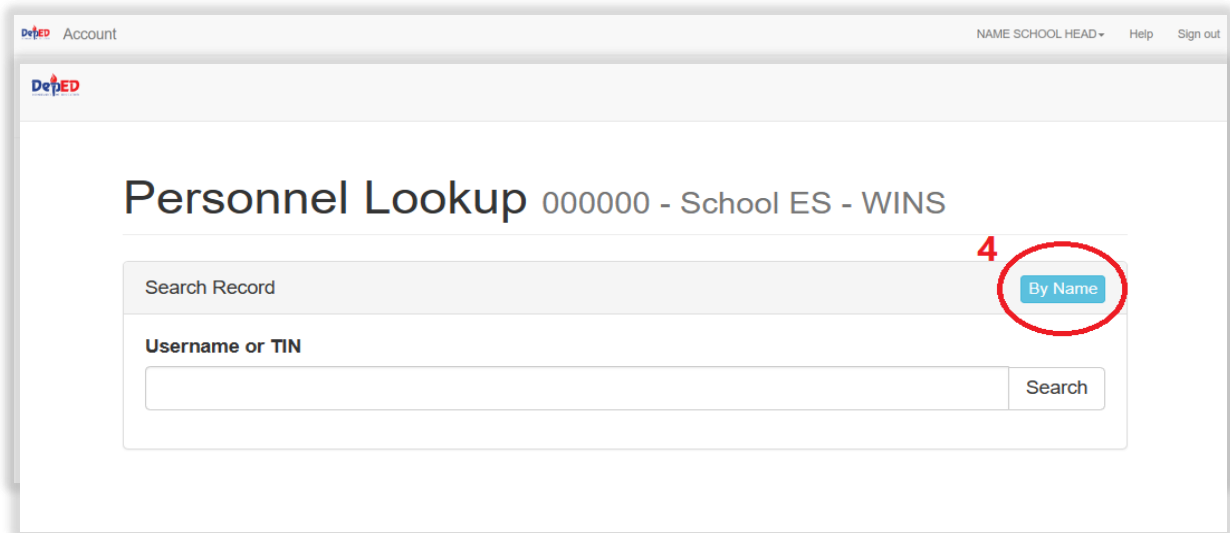 DepED Account NAME SCHOOL HEAD Help Sign out
DepED
Personnel Lookup 000000 - School ES - WINS
4
Search Record By Name
Username or TIN
Search